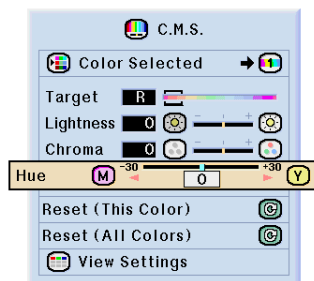 C.M.S.
Color Selected 1
Target R
Lightness 0 - +
Chroma 0 - +
Hue M -30 0 +30 Y
Reset (This Color)
Reset (All Colors)
View Settings